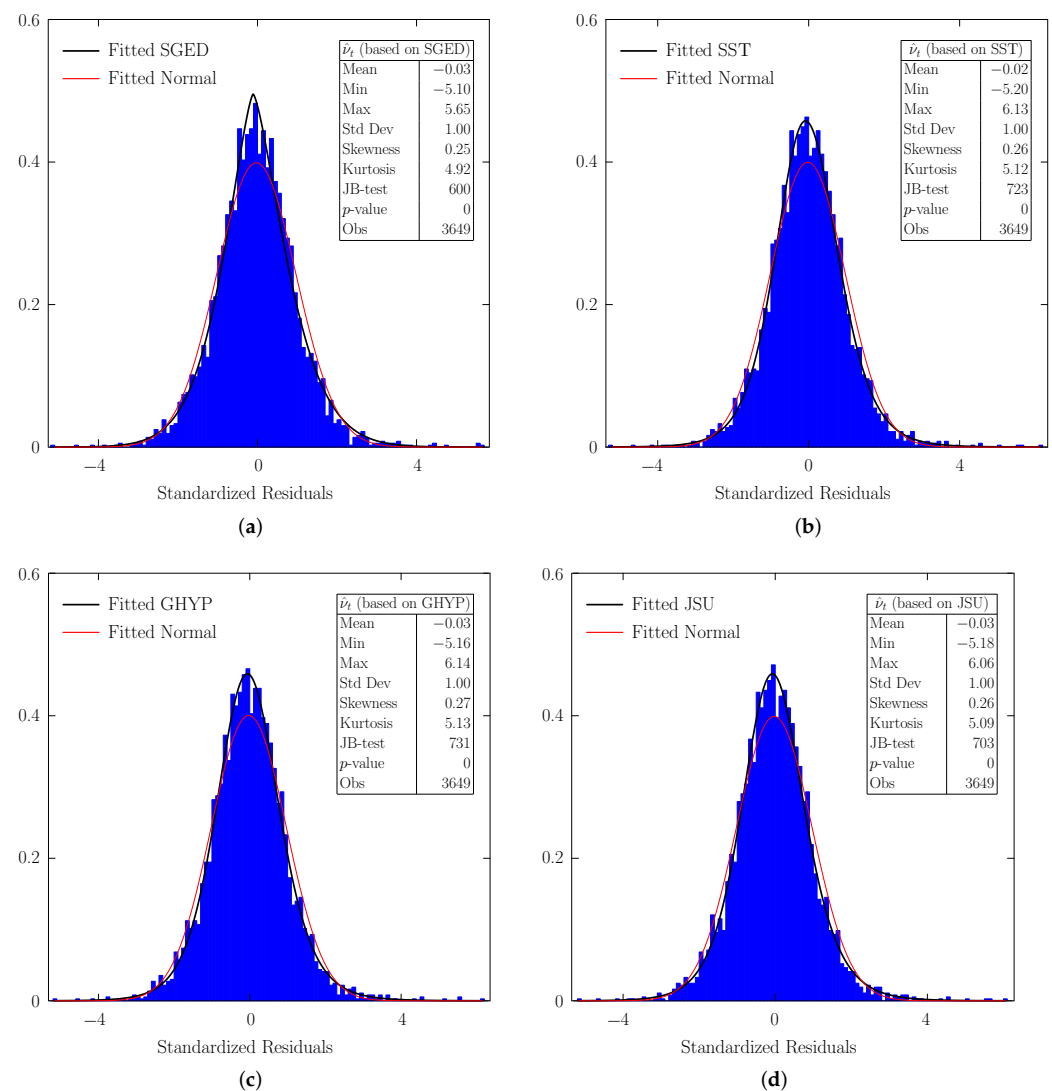 0.6
Fitted SGED
Fitted Normal
ν̂t (based on SGED)
Mean −0.03
Min −5.10
Max 5.65
Std Dev 1.00
Skewness 0.25
Kurtosis 4.92
JB-test 600
p-value 0
Obs 3649
0.4
0.2
0
−4 0 4
Standardized Residuals
(a)
0.6
Fitted SST
Fitted Normal
ν̂t (based on SST)
Mean −0.02
Min −5.20
Max 6.13
Std Dev 1.00
Skewness 0.26
Kurtosis 5.12
JB-test 723
p-value 0
Obs 3649
0.4
0.2
0
−4 0 4
Standardized Residuals
(b)
0.6
Fitted GHYP
Fitted Normal
ν̂t (based on GHYP)
Mean −0.03
Min −5.16
Max 6.14
Std Dev 1.00
Skewness 0.27
Kurtosis 5.13
JB-test 731
p-value 0
Obs 3649
0.4
0.2
0
−4 0 4
Standardized Residuals
(c)
0.6
Fitted JSU
Fitted Normal
ν̂t (based on JSU)
Mean −0.03
Min −5.18
Max 6.06
Std Dev 1.00
Skewness 0.26
Kurtosis 5.09
JB-test 703
p-value 0
Obs 3649
0.4
0.2
0
−4 0 4
Standardized Residuals
(d)